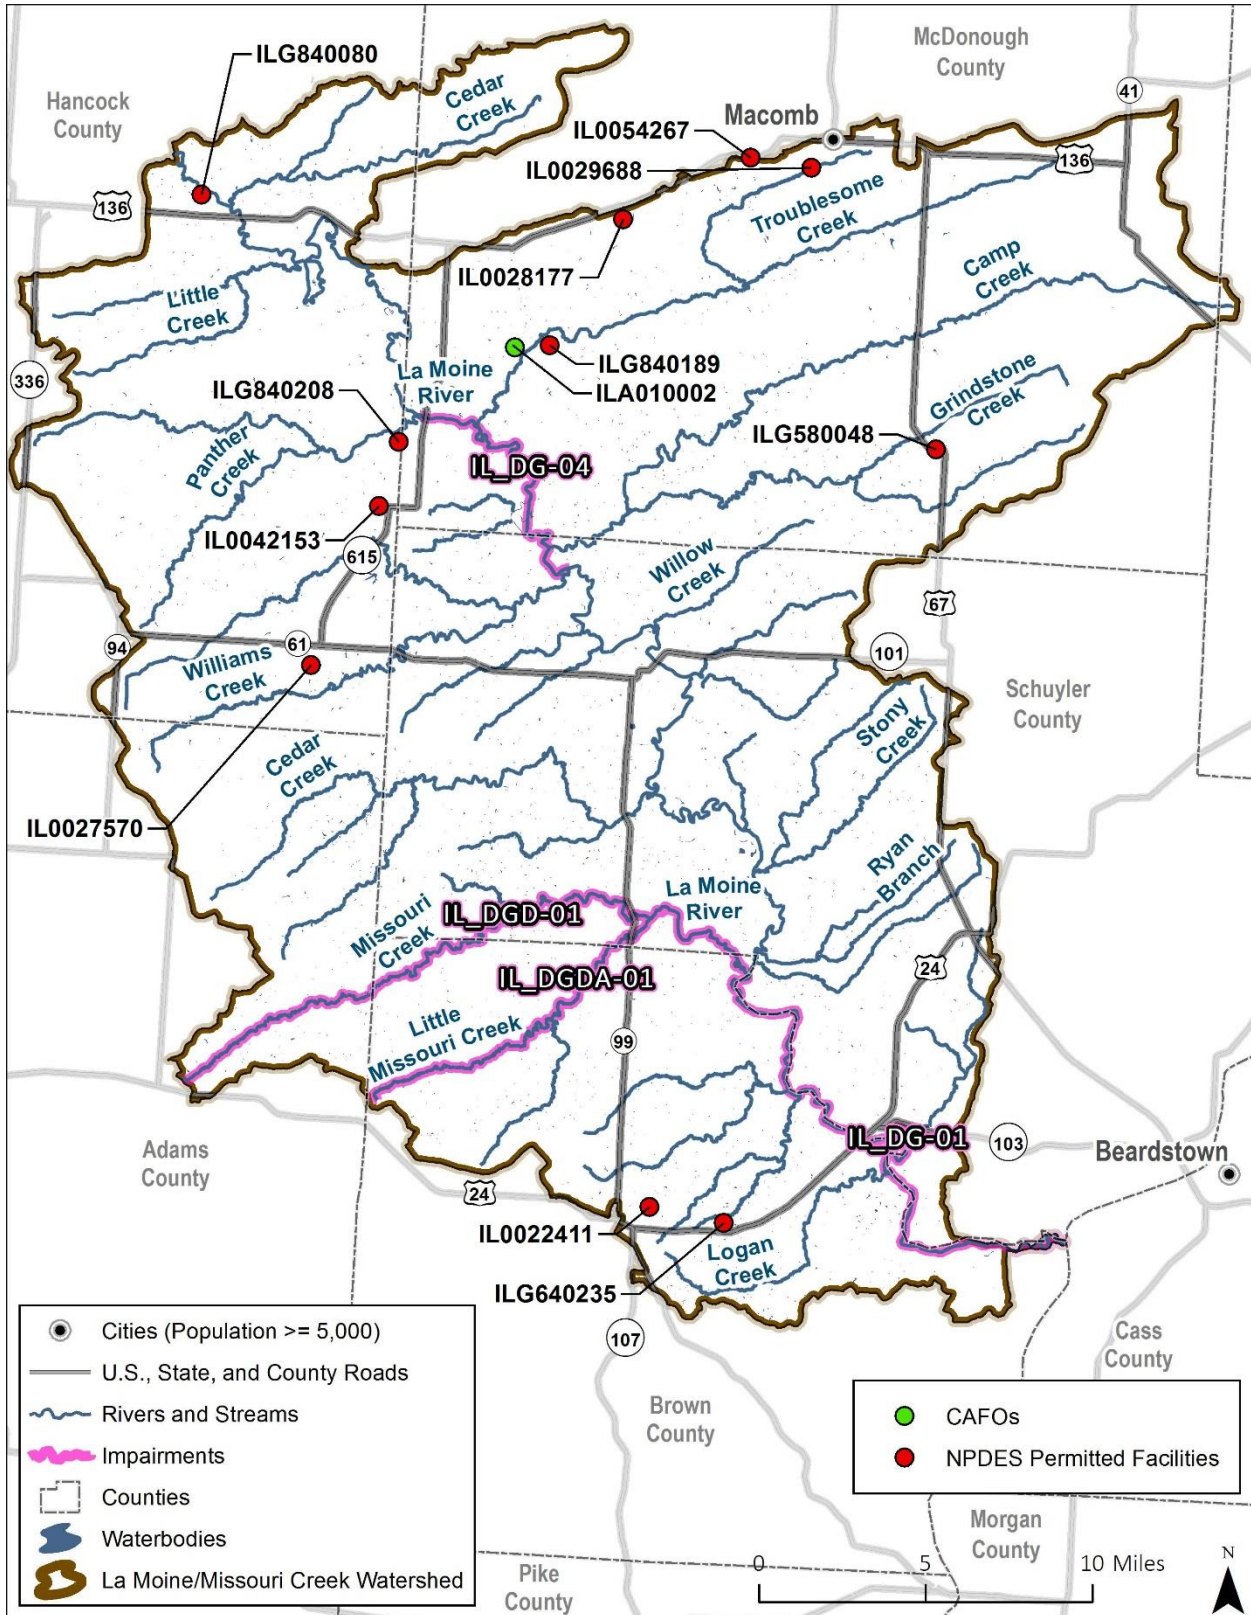 McDonough
County
ILG840080
41
Hancock
County
Cedar
Creek
IL0054267
Macomb
IL0029688
136
136
Troublesome
Creek
IL0028177
Camp
Creek
Little
Creek
336
La Moine
River
ILG840189
ILA010002
Grindstone
Creek
ILG840208
ILG580048
Panther
Creek
IL_DG-04
IL0042153
615
Willow
Creek
67
94
61
101
Williams
Creek
Schuyler
County
Stony
Creek
Cedar
Creek
IL0027570
Ryan
Branch
La Moine
River
IL_DGD-01
Missouri
Creek
IL_DGDA-01
24
Little
Missouri Creek
99
IL_DG-01
103
Adams
County
Beardstown
24
IL0022411
Logan
Creek
ILG640235
107
Cass
County
Brown
County
Morgan
County
Pike
County
Cities (Population >= 5,000)
U.S., State, and County Roads
Rivers and Streams
Impairments
Counties
Waterbodies
La Moine/Missouri Creek Watershed
CAFOs
NPDES Permitted Facilities
0 5 10 Miles
N